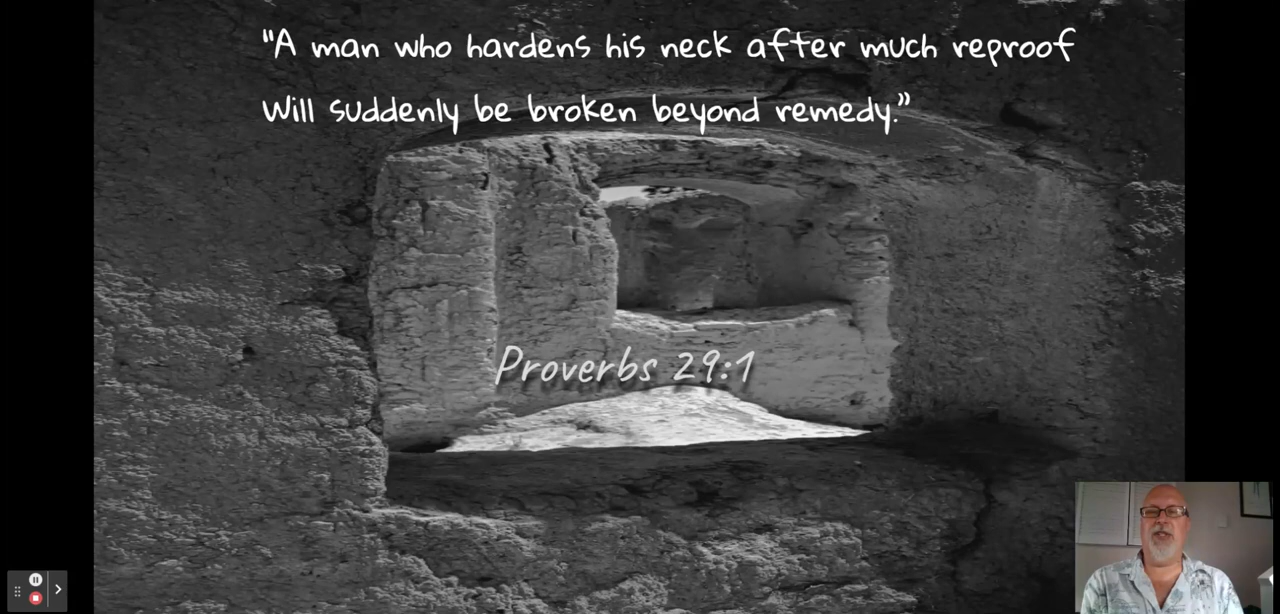 "A man who hardens his neck after much reproof
Will suddenly be broken beyond remedy.”
Proverbs 29:1